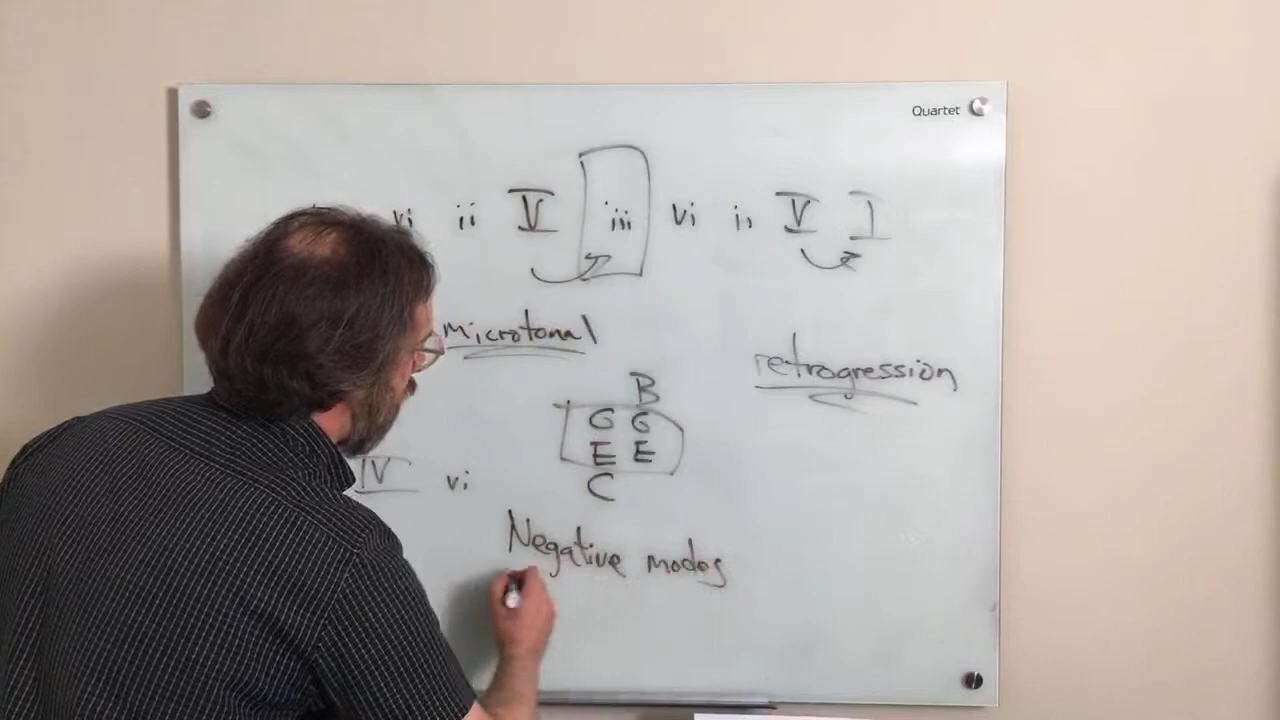 Quartet
vi ii V iii vi ii V I
microtonal
retrogression
B
G G
E E
C
IV vi
Negative modes